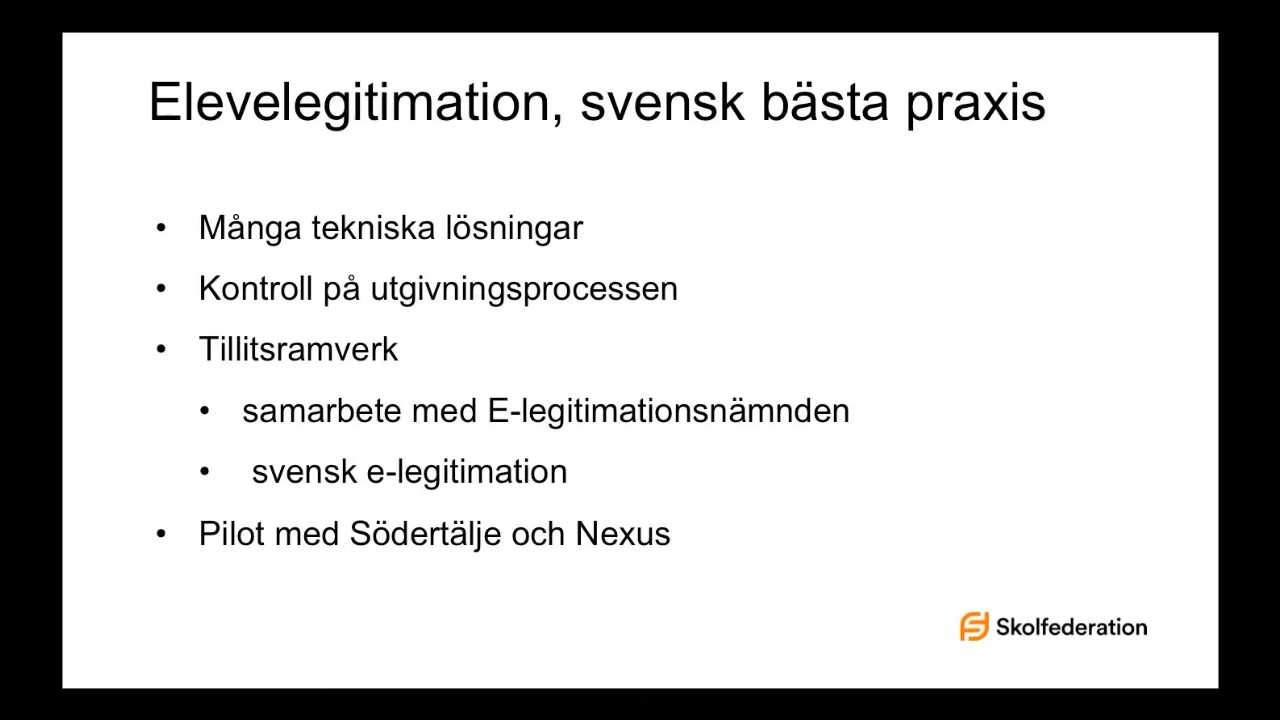 Elevelegitimation, svensk bästa praxis
• Många tekniska lösningar
• Kontroll på utgivningsprocessen
• Tillitsramverk
• samarbete med E-legitimationsnämnden
• svensk e-legitimation
• Pilot med Södertälje och Nexus
Skolfederation